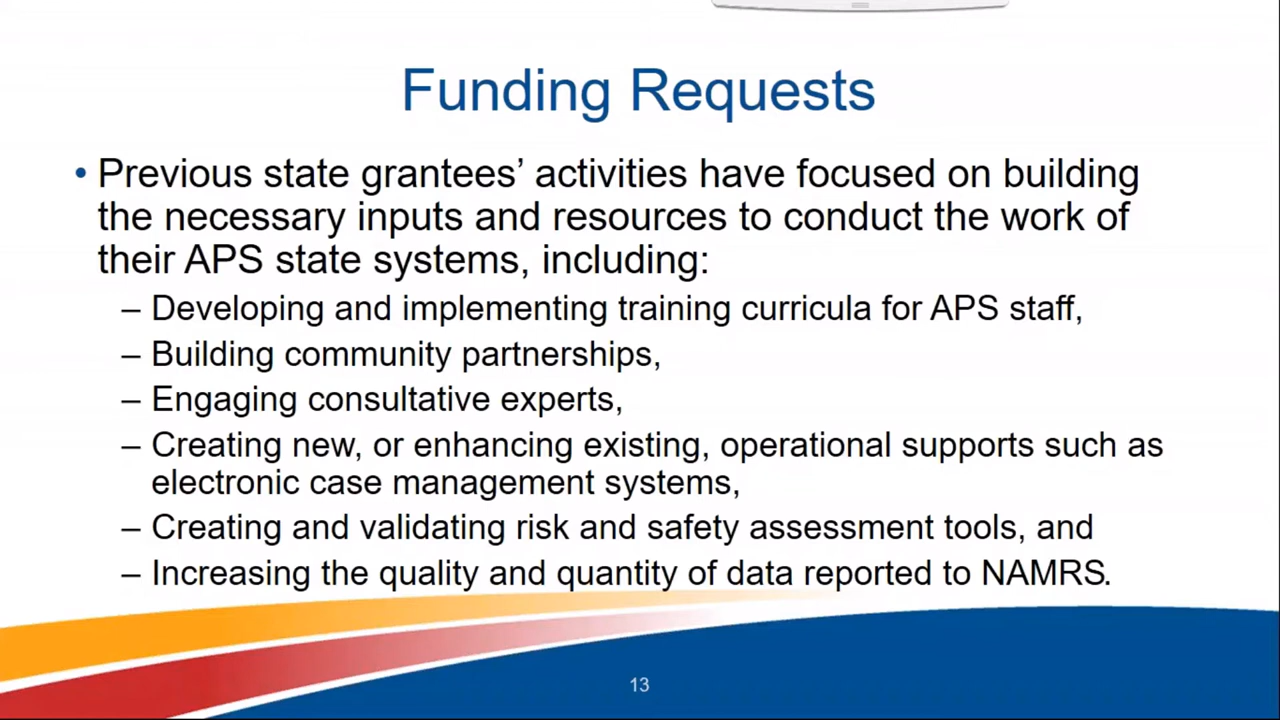 Funding Requests
• Previous state grantees’ activities have focused on building
the necessary inputs and resources to conduct the work of
their APS state systems, including:
– Developing and implementing training curricula for APS staff,
– Building community partnerships,
– Engaging consultative experts,
– Creating new, or enhancing existing, operational supports such as
electronic case management systems,
– Creating and validating risk and safety assessment tools, and
– Increasing the quality and quantity of data reported to NAMRS.
13